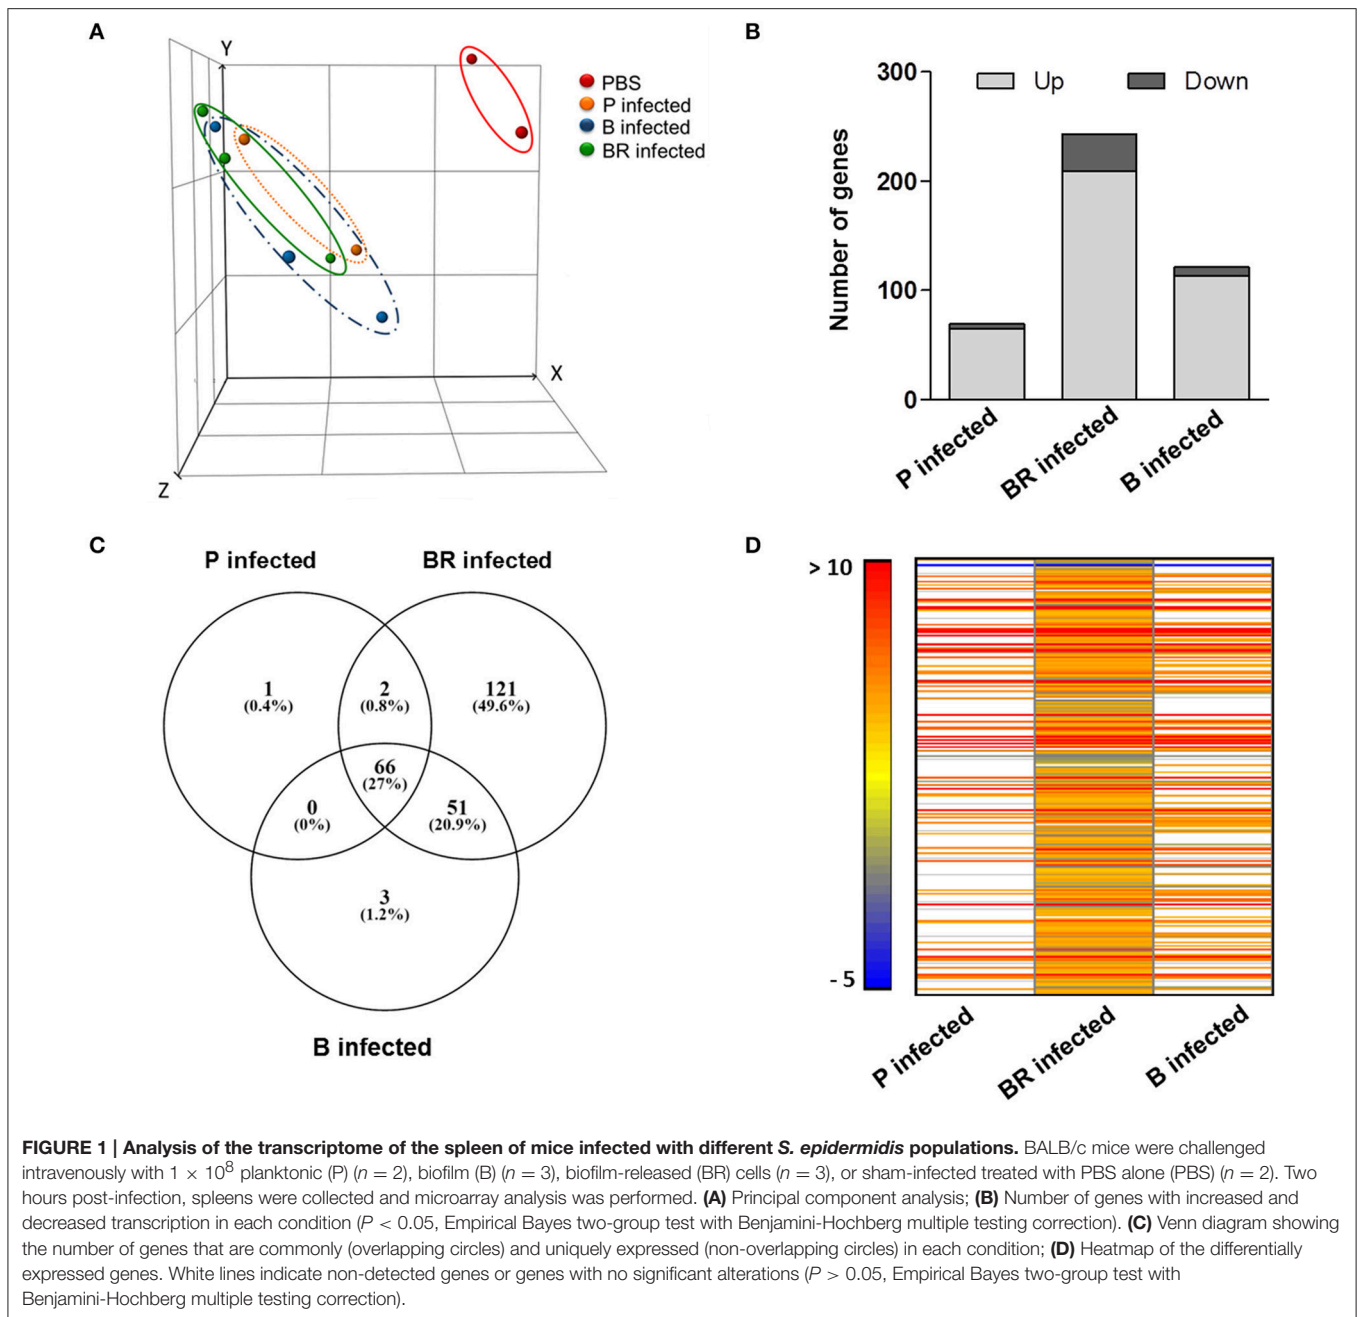 A
Y
X
Z
PBS
P infected
B infected
BR infected
B
Number of genes
300
200
100
0
Up
Down
P infected
BR infected
B infected
C
P infected
BR infected
1
(0.4%)
2
(0.8%)
121
(49.6%)
66
(27%)
0
(0%)
51
(20.9%)
3
(1.2%)
B infected
D
> 10
- 5
P infected
BR infected
B infected
FIGURE 1 | Analysis of the transcriptome of the spleen of mice infected with different S. epidermidis populations. BALB/c mice were challenged
intravenously with 1 × 10⁸ planktonic (P) (n = 2), biofilm (B) (n = 3), biofilm-released (BR) cells (n = 3), or sham-infected treated with PBS alone (PBS) (n = 2). Two
hours post-infection, spleens were collected and microarray analysis was performed. (A) Principal component analysis; (B) Number of genes with increased and
decreased transcription in each condition (P < 0.05, Empirical Bayes two-group test with Benjamini-Hochberg multiple testing correction). (C) Venn diagram showing
the number of genes that are commonly (overlapping circles) and uniquely expressed (non-overlapping circles) in each condition; (D) Heatmap of the differentially
expressed genes. White lines indicate non-detected genes or genes with no significant alterations (P > 0.05, Empirical Bayes two-group test with
Benjamini-Hochberg multiple testing correction).